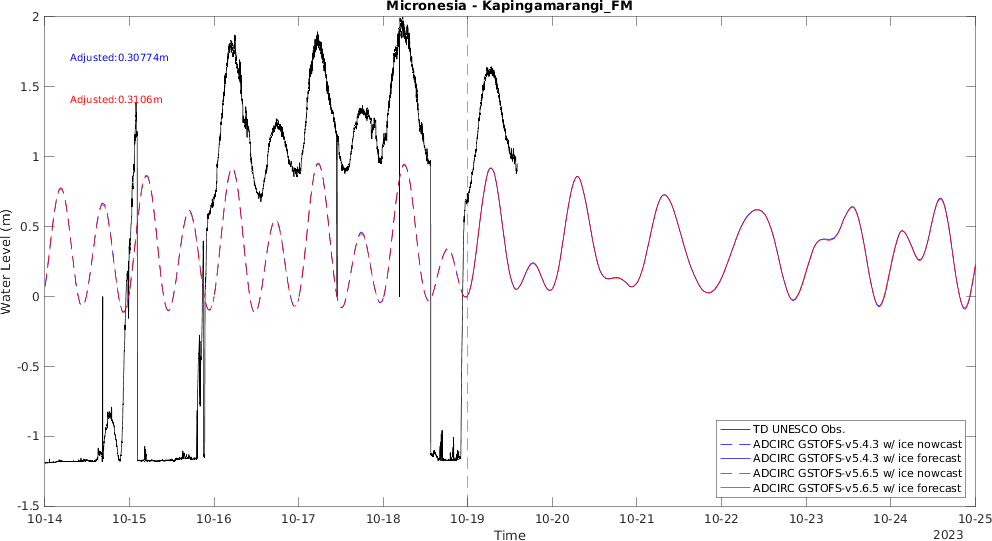 Micronesia - Kapingamarangi_FM
2
1.5
1
0.5
0
-0.5
-1
-1.5
Water Level (m)
Adjusted:0.30774m
Adjusted:0.3106m
TD UNESCO Obs.
ADCIRC GSTOFS-v5.4.3 w/ ice nowcast
ADCIRC GSTOFS-v5.4.3 w/ ice forecast
ADCIRC GSTOFS-v5.6.5 w/ ice nowcast
ADCIRC GSTOFS-v5.6.5 w/ ice forecast
10-14 10-15 10-16 10-17 10-18 10-19 10-20 10-21 10-22 10-23 10-24 10-25
Time
2023